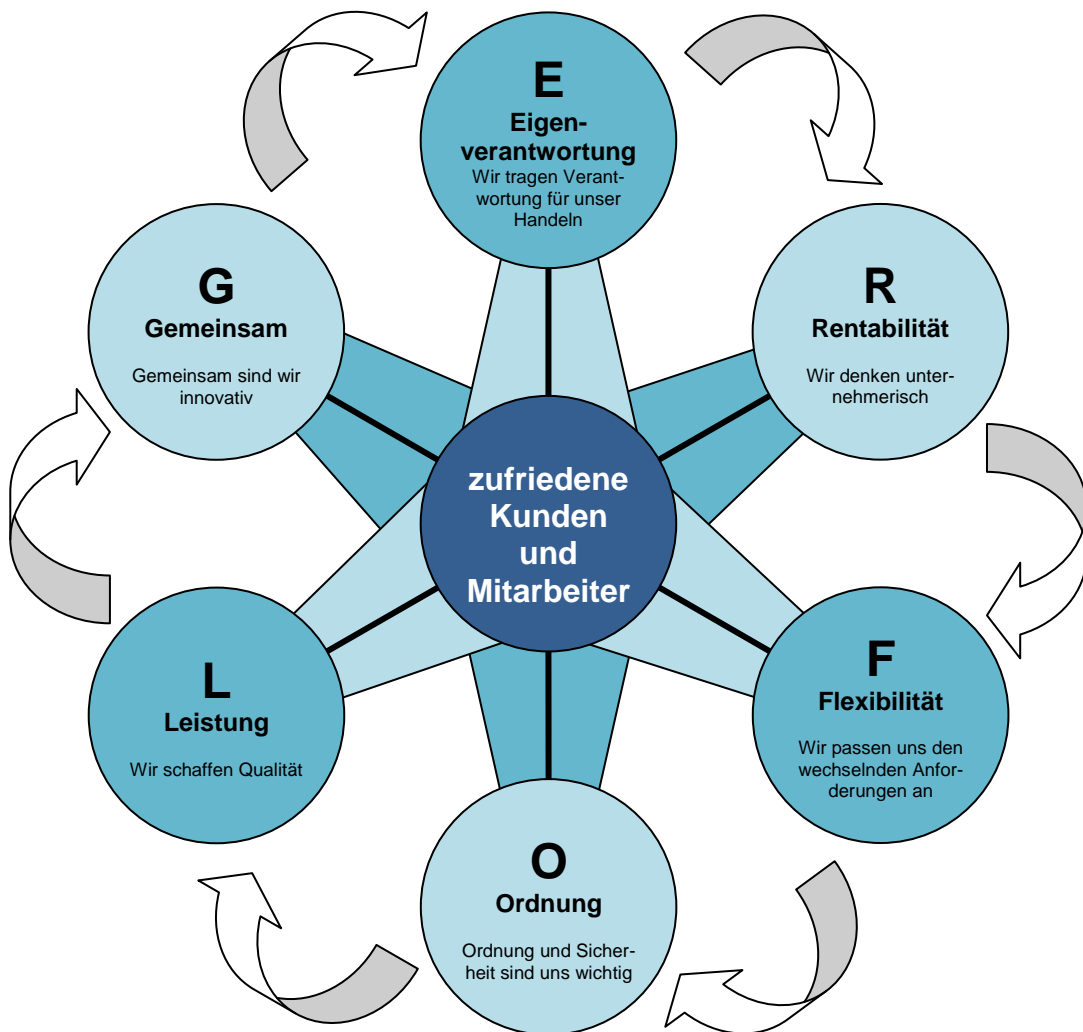 E
Eigen-
verantwortung
Wir tragen Verant-
wortung für unser
Handeln
R
Rentabilität
Wir denken unter-
nehmerisch
F
Flexibilität
Wir passen uns den
wechselnden Anfor-
derungen an
O
Ordnung
Ordnung und Sicher-
heit sind uns wichtig
L
Leistung
Wir schaffen Qualität
G
Gemeinsam
Gemeinsam sind wir
innovativ
zufriedene
Kunden
und
Mitarbeiter